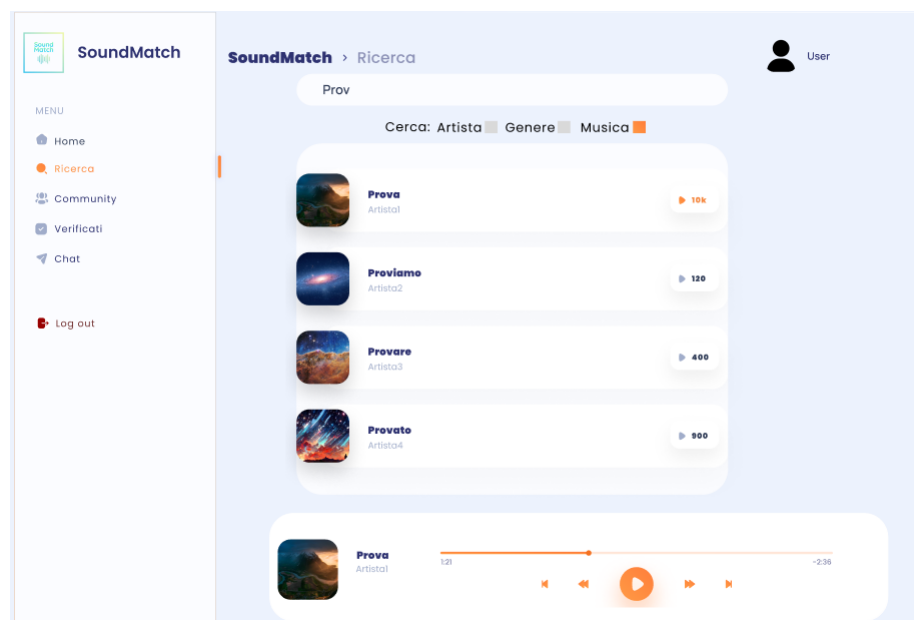 Sound
Match
SoundMatch
MENU
Home
Ricerca
Community
Verificati
Chat
Log out
SoundMatch › Ricerca
User
Prov
Cerca: Artista Genere Musica
Prova
Artista1
10k
Proviamo
Artista2
120
Provare
Artista3
400
Provato
Artista4
900
Prova
Artista1
1:21
-2:36